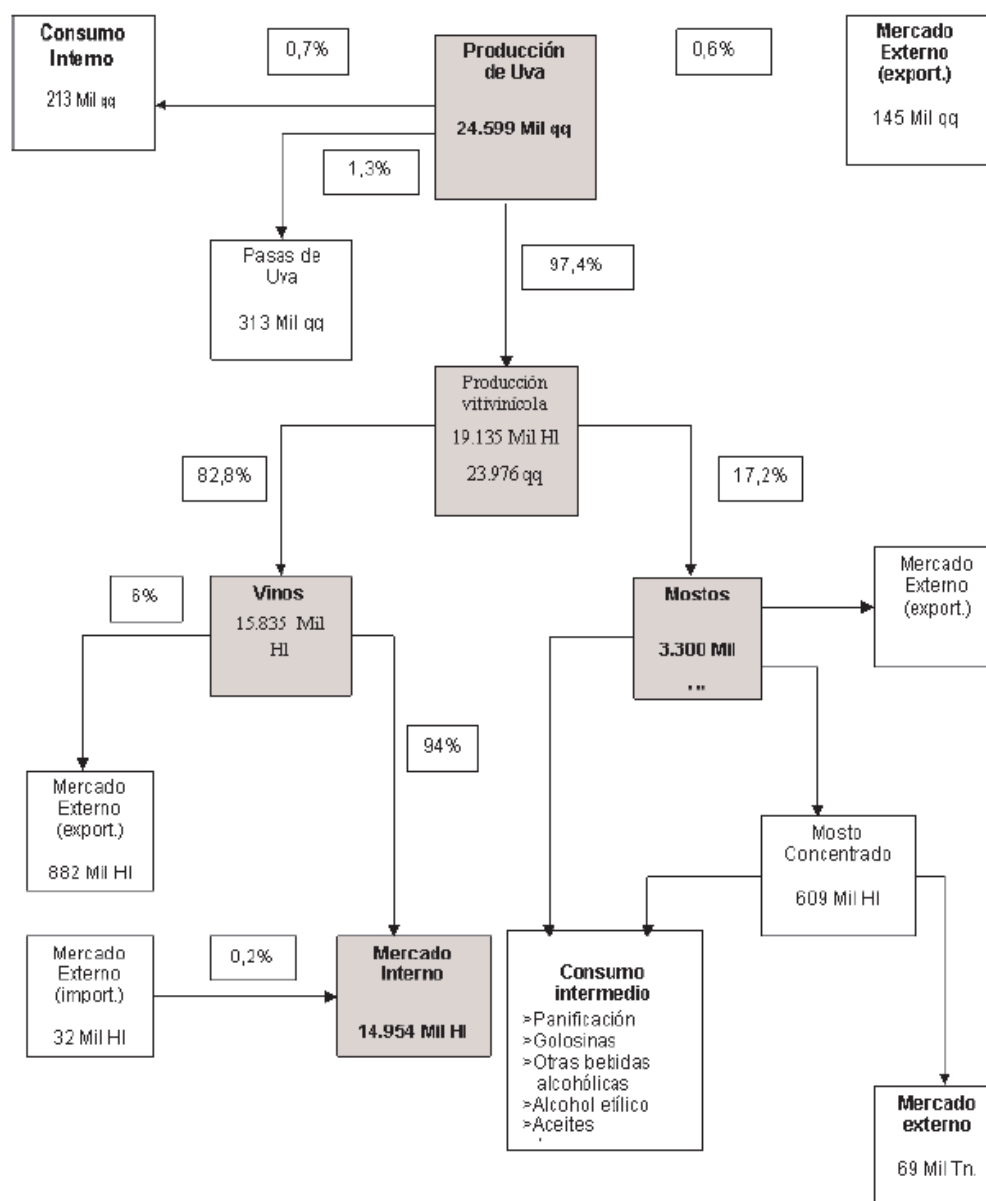 Consumo
Interno
213 Mil qq
0,7%
Producción
de Uva
24.599 Mil qq
0,6%
Mercado
Externo
(export.)
145 Mil qq
1,3%
Pasas de
Uva
313 Mil qq
97,4%
Producción
vitivinícola
19.135 Mil Hl
23.976 qq
82,8%
17,2%
6%
Vinos
15.835 Mil
Hl
Mostos
3.300 Mil
Mercado
Externo
(export.)
94%
Mercado
Externo
(export.)
882 Mil Hl
Mosto
Concentrado
609 Mil Hl
Mercado
Externo
(import.)
32 Mil Hl
0,2%
Mercado
Interno
14.954 Mil Hl
Consumo
intermedio
>Panificación
>Golosinas
>Otras bebidas
alcohólicas
>Alcohol etílico
>Aceites
Mercado
externo
69 Mil Tn.